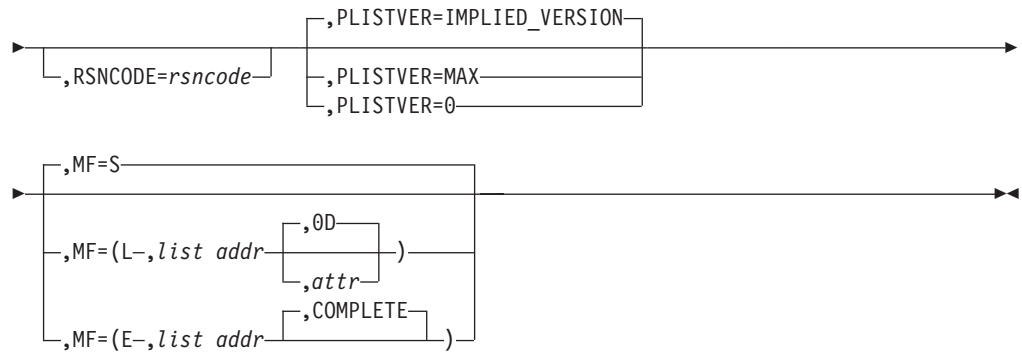 ,PLISTVER=IMPLIED_VERSION
,RSNCODE=rsncode
,PLISTVER=MAX
,PLISTVER=0
,MF=S
,0D
,MF=(L–,list addr )
,attr
,COMPLETE
,MF=(E–,list addr )